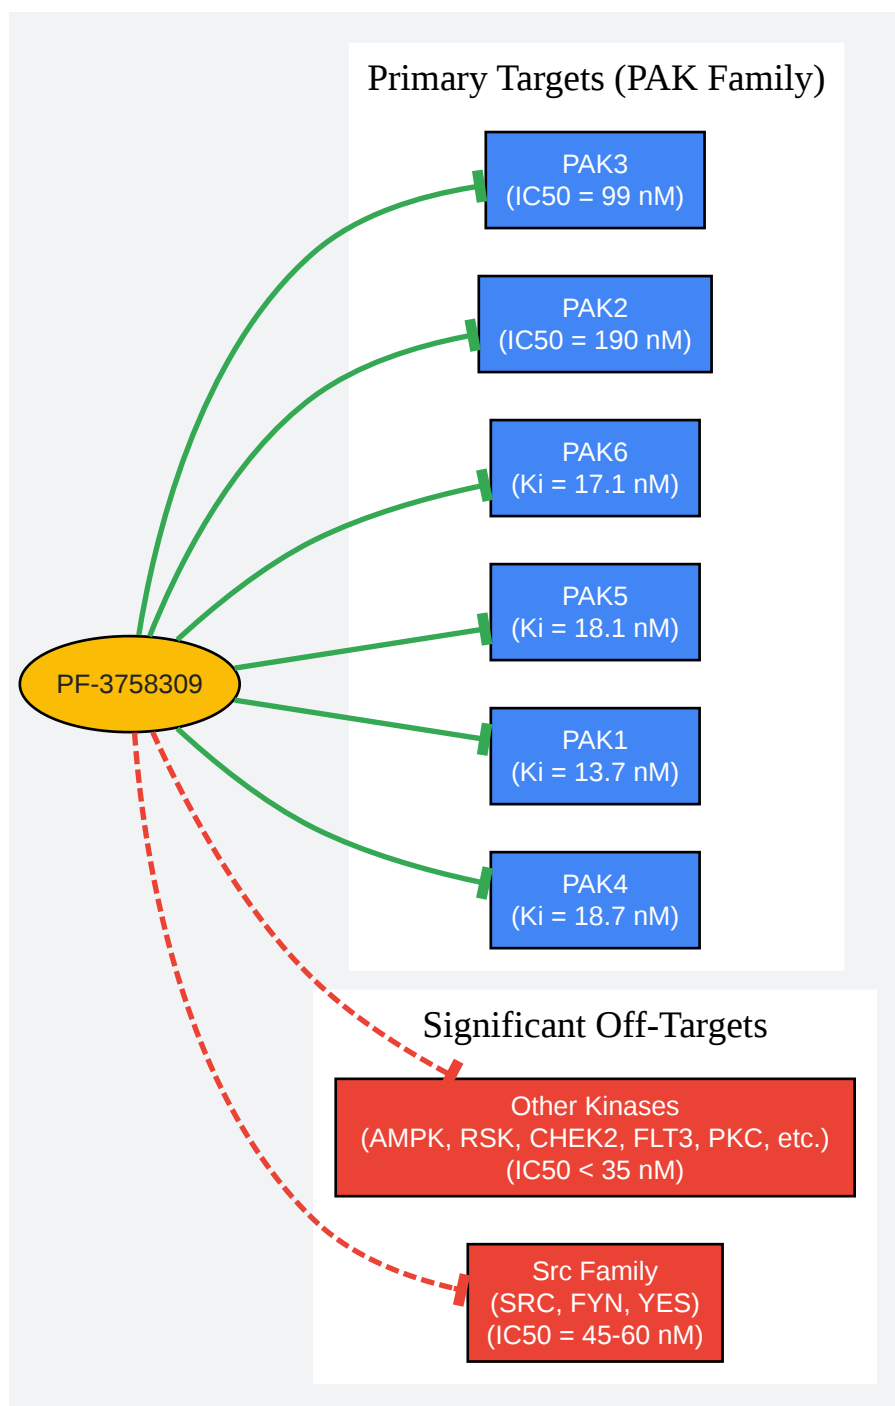 Primary Targets (PAK Family)
PAK3
(IC50 = 99 nM)
PAK2
(IC50 = 190 nM)
PAK6
(Ki = 17.1 nM)
PAK5
(Ki = 18.1 nM)
PF-3758309
PAK1
(Ki = 13.7 nM)
PAK4
(Ki = 18.7 nM)
Significant Off-Targets
Other Kinases
(AMPK, RSK, CHEK2, FLT3, PKC, etc.)
(IC50 < 35 nM)
Src Family
(SRC, FYN, YES)
(IC50 = 45-60 nM)